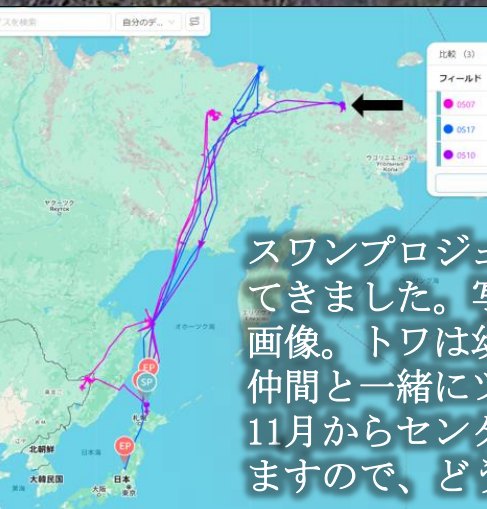 スを検索
自分のデ...
比較 (3)
フィールド
0507
0517
0510
ヤクーツク
オホーツク海
EP
SP
札幌
EP
北朝鮮
日本海
大韓民国
日本
大阪
東京
黄海
スワンプロジェ
てきました。写
画像。トワは幼
仲間と一緒にツ
11月からセンタ
ますので、どう